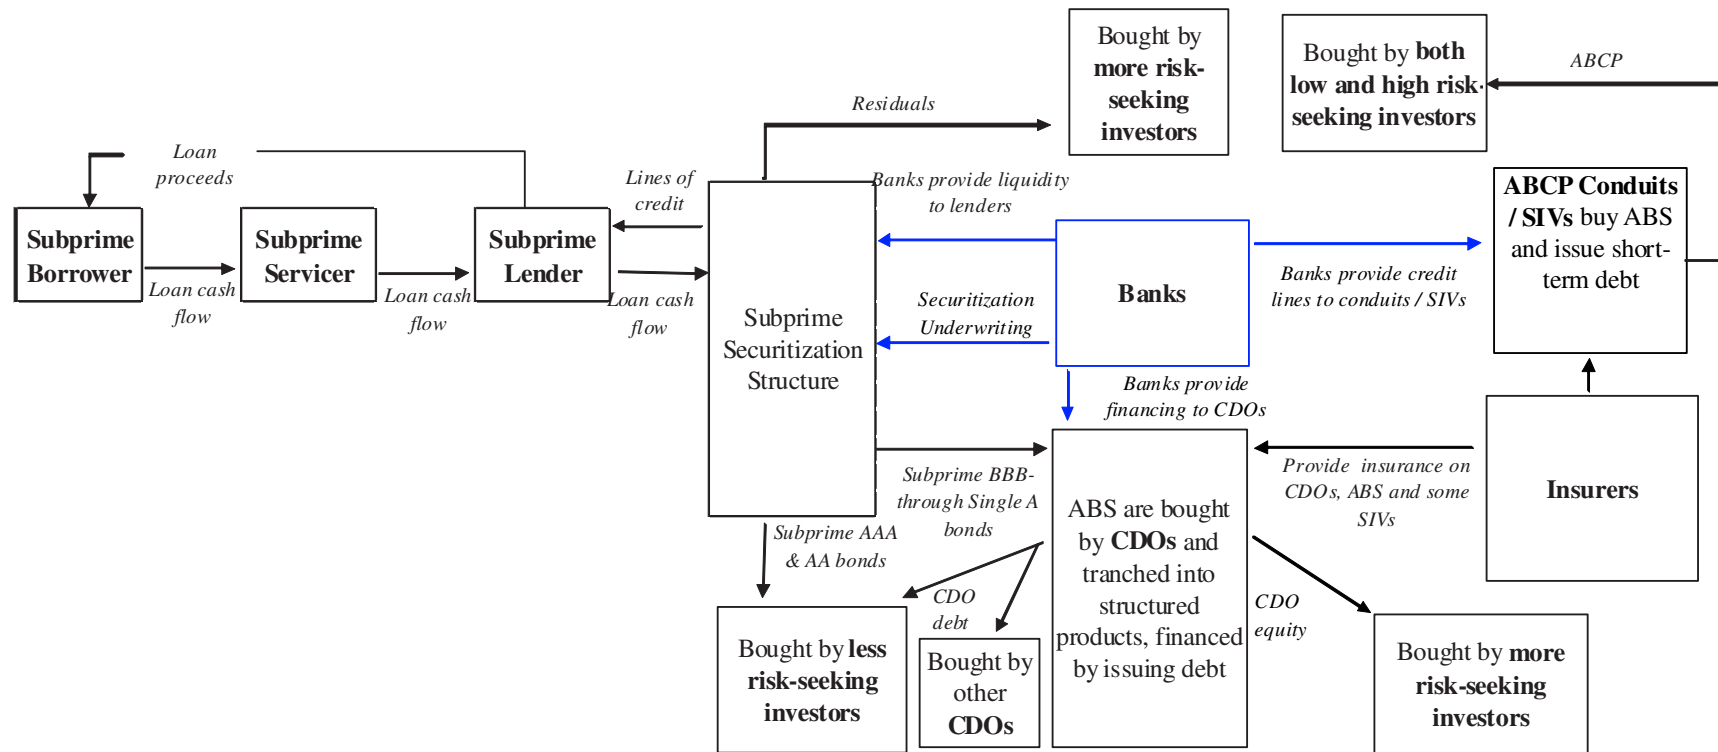 Bought by
more risk-
seeking
investors
Bought by both
low and high risk-
seeking investors
ABCP
Residuals
Loan
proceeds
Lines of
credit
Banks provide liquidity
to lenders
ABCP Conduits
/ SIVs buy ABS
and issue short-
term debt
Subprime
Borrower
Subprime
Servicer
Subprime
Lender
Loan cash
flow
Loan cash
flow
Loan cash
flow
Subprime
Securitization
Structure
Securitization
Underwriting
Banks
Banks provide credit
lines to conduits / SIVs
Bamks provide
financing to CDOs
Subprime BBB-
through Single A
bonds
Provide insurance on
CDOs, ABS and some
SIVs
Insurers
Subprime AAA
& AA bonds
ABS are bought
by CDOs and
tranched into
structured
products, financed
by issuing debt
CDO
debt
CDO
equity
Bought by less
risk-seeking
investors
Bought by
other
CDOs
Bought by more
risk-seeking
investors